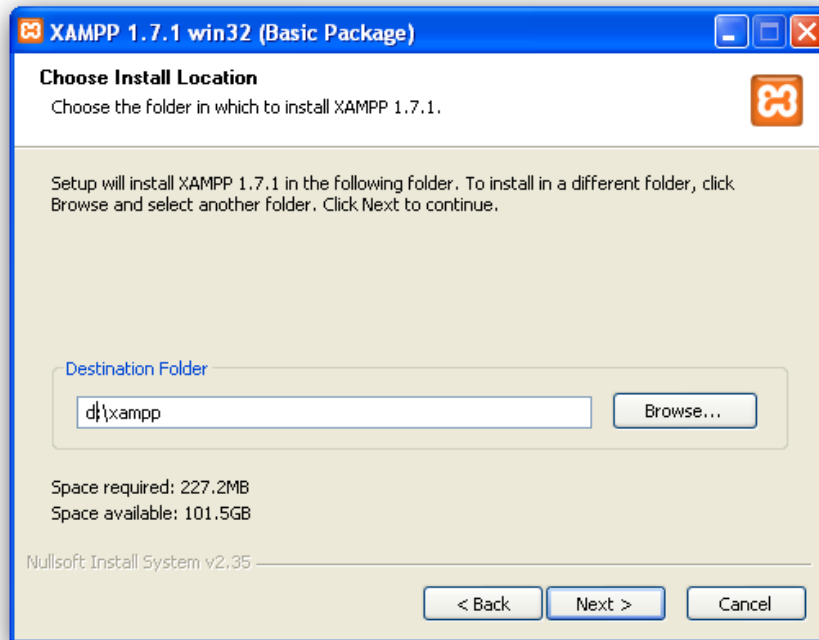 XAMPP 1.7.1 win32 (Basic Package)
Choose Install Location
Choose the folder in which to install XAMPP 1.7.1.
Setup will install XAMPP 1.7.1 in the following folder. To install in a different folder, click
Browse and select another folder. Click Next to continue.
Destination Folder
d:\xampp
Browse...
Space required: 227.2MB
Space available: 101.5GB
Nullsoft Install System v2.35
< Back
Next >
Cancel